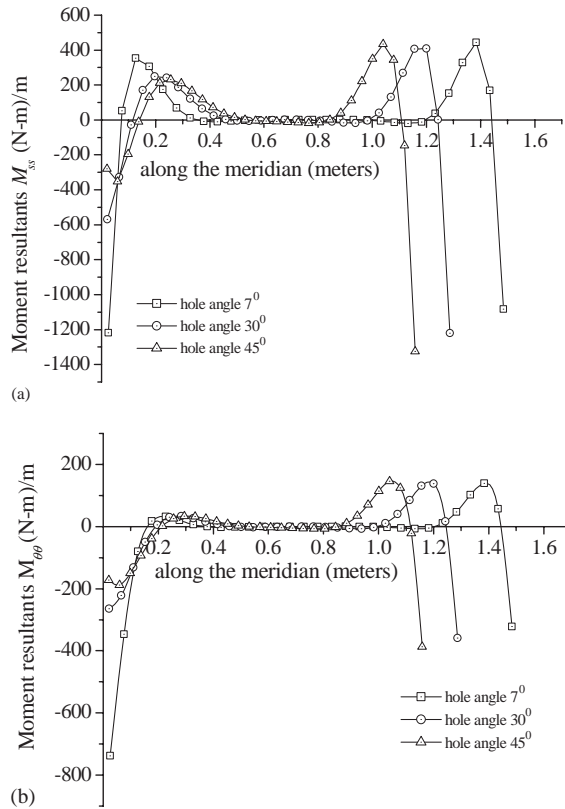 600
400
200
0
-200
-400
-600
-800
-1000
-1200
-1400
Moment resultants M_ss (N-m)/m
0.2 0.4 0.6 0.8 1.0 1.2 1.4 1.6
along the meridian (meters)
hole angle 7⁰
hole angle 30⁰
hole angle 45⁰
(a)
200
0
-200
-400
-600
-800
Moment resultants M_θθ (N-m)/m
0.2 0.4 0.6 0.8 1.0 1.2 1.4 1.6
along the meridian (meters)
hole angle 7⁰
hole angle 30⁰
hole angle 45⁰
(b)